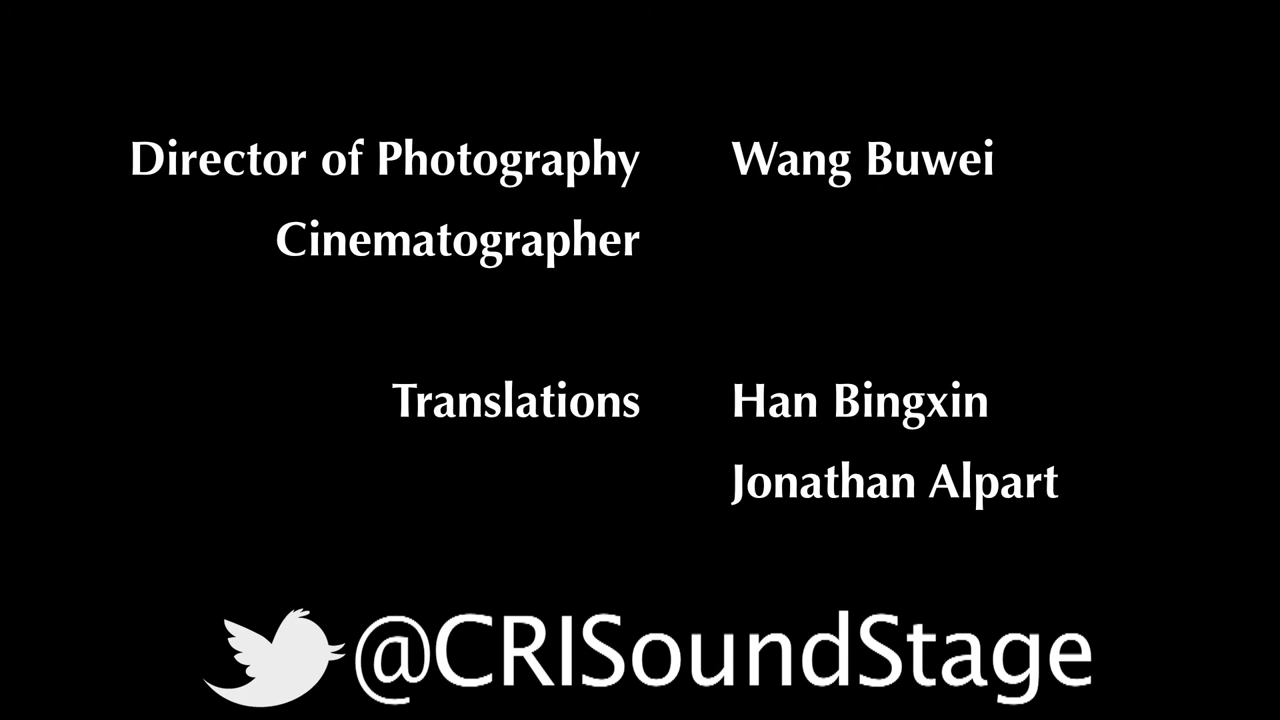 Director of Photography Wang Buwei
Cinematographer
Translations Han Bingxin
Jonathan Alpart
@CRISoundStage